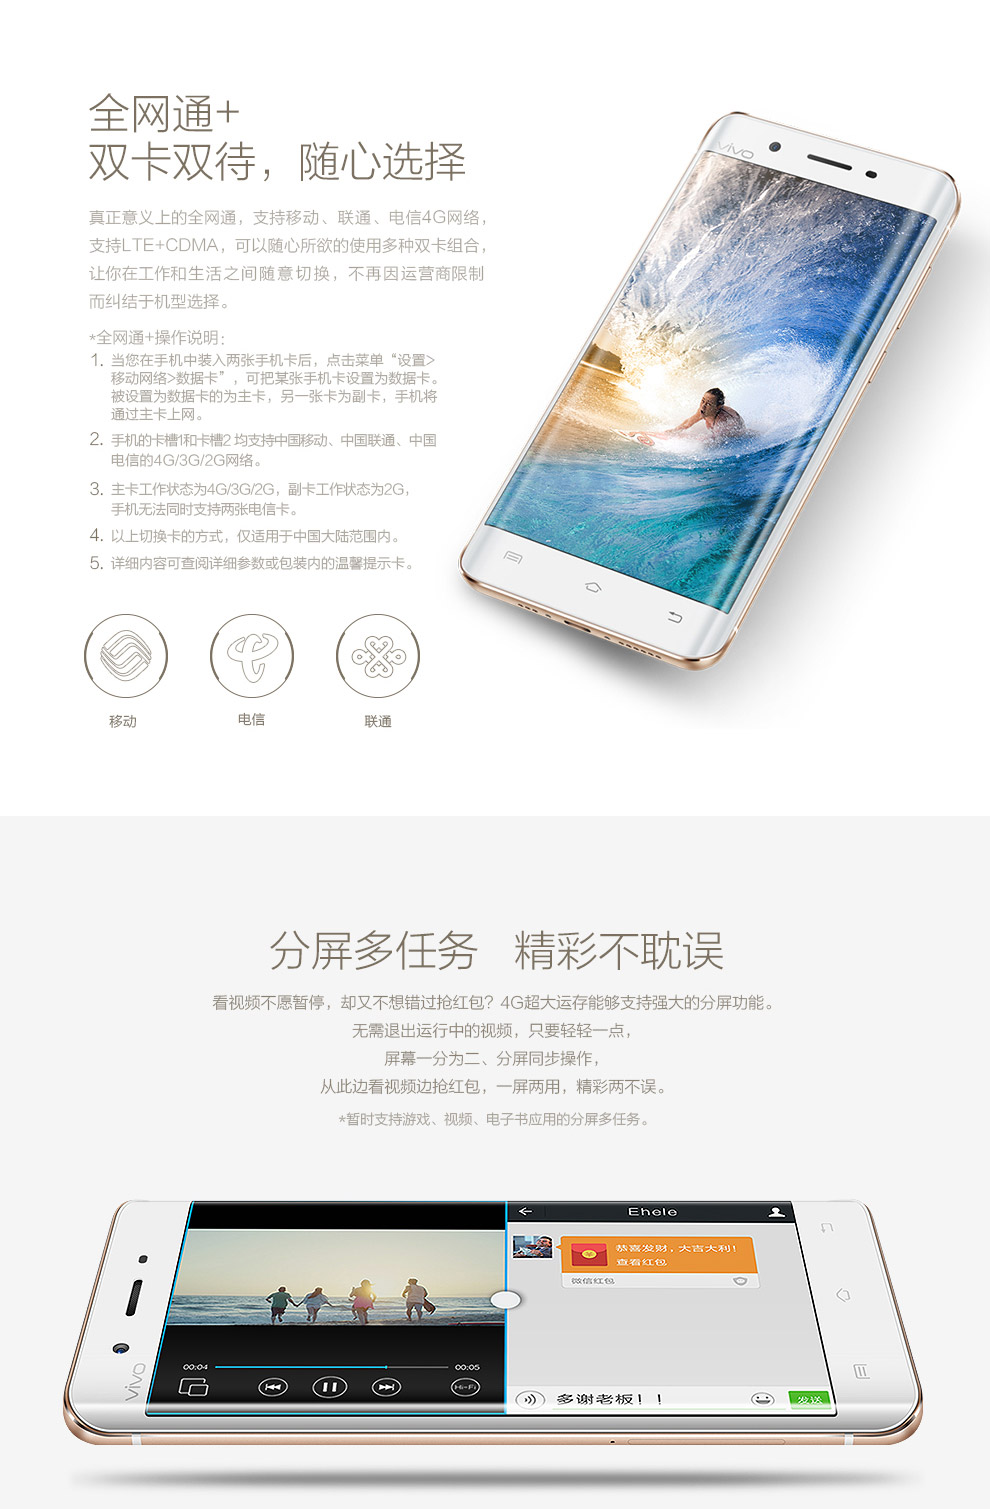 全网通+
双卡双待，随心选择
真正意义上的全网通，支持移动、联通、电信4G网络，
支持LTE+CDMA，可以随心所欲的使用多种双卡组合，
让你在工作和生活之间随意切换，不再因运营商限制
而纠结于机型选择。
*全网通+操作说明：
1. 当您在手机中装入两张手机卡后，点击菜单“设置>
移动网络>数据卡”，可把某张手机卡设置为数据卡。
被设置为数据卡的为主卡，另一张卡为副卡，手机将
通过主卡上网。
2. 手机的卡槽1和卡槽2 均支持中国移动、中国联通、中国
电信的4G/3G/2G网络。
3. 主卡工作状态为4G/3G/2G，副卡工作状态为2G，
手机无法同时支持两张电信卡。
4. 以上切换卡的方式，仅适用于中国大陆范围内。
5. 详细内容可查阅详细参数或包装内的温馨提示卡。
移动 电信 联通
vivo
分屏多任务 精彩不耽误
看视频不愿暂停，却又不想错过抢红包？4G超大运存能够支持强大的分屏功能。
无需退出运行中的视频，只要轻轻一点，
屏幕一分为二、分屏同步操作，
从此边看视频边抢红包，一屏两用，精彩两不误。
*暂时支持游戏、视频、电子书应用的分屏多任务。
Ehele
恭喜发财，大吉大利！
查看红包
微信红包
00:04 00:05
Hi-Fi
多谢老板！！ 发送
vivo